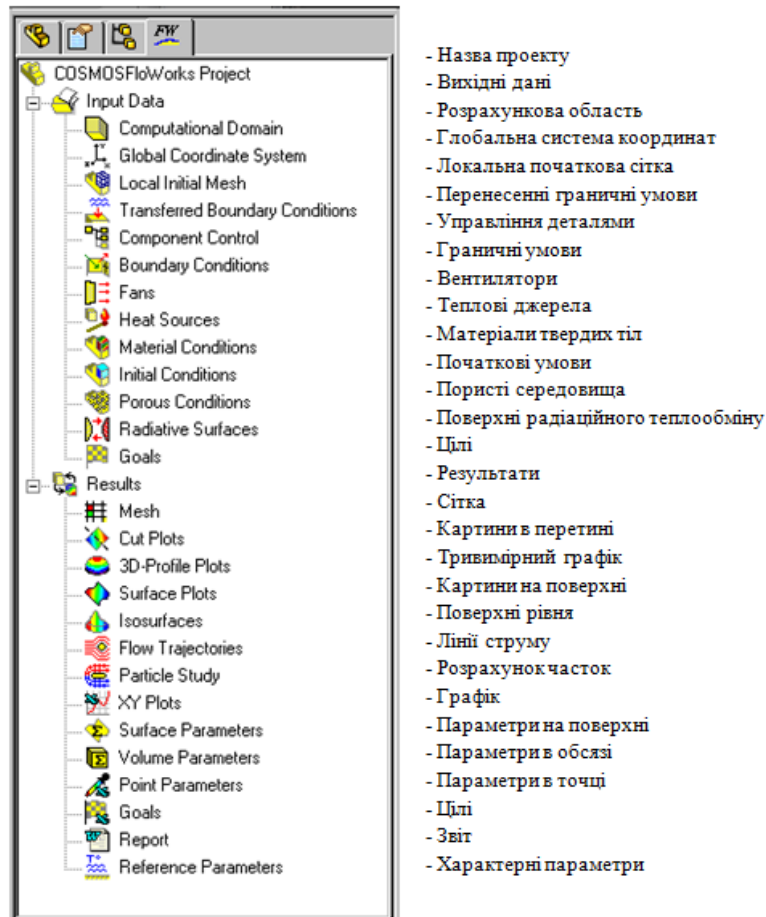 FW
COSMOSFloWorks Project
Input Data
Computational Domain
Global Coordinate System
Local Initial Mesh
Transferred Boundary Conditions
Component Control
Boundary Conditions
Fans
Heat Sources
Material Conditions
Initial Conditions
Porous Conditions
Radiative Surfaces
Goals
Results
Mesh
Cut Plots
3D-Profile Plots
Surface Plots
Isosurfaces
Flow Trajectories
Particle Study
XY Plots
Surface Parameters
Volume Parameters
Point Parameters
Goals
Report
Reference Parameters
- Назва проекту
- Вихідні дані
- Розрахункова область
- Глобальна система координат
- Локальна початкова сітка
- Перенесенні граничні умови
- Управління деталями
- Граничні умови
- Вентилятори
- Теплові джерела
- Матеріали твердих тіл
- Початкові умови
- Пористі середовища
- Поверхні радіаційного теплообміну
- Цілі
- Результати
- Сітка
- Картини в перетині
- Тривимірний графік
- Картини на поверхні
- Поверхні рівня
- Лінії струму
- Розрахунок часток
- Графік
- Параметри на поверхні
- Параметри в обсязі
- Параметри в точці
- Цілі
- Звіт
- Характерні параметри